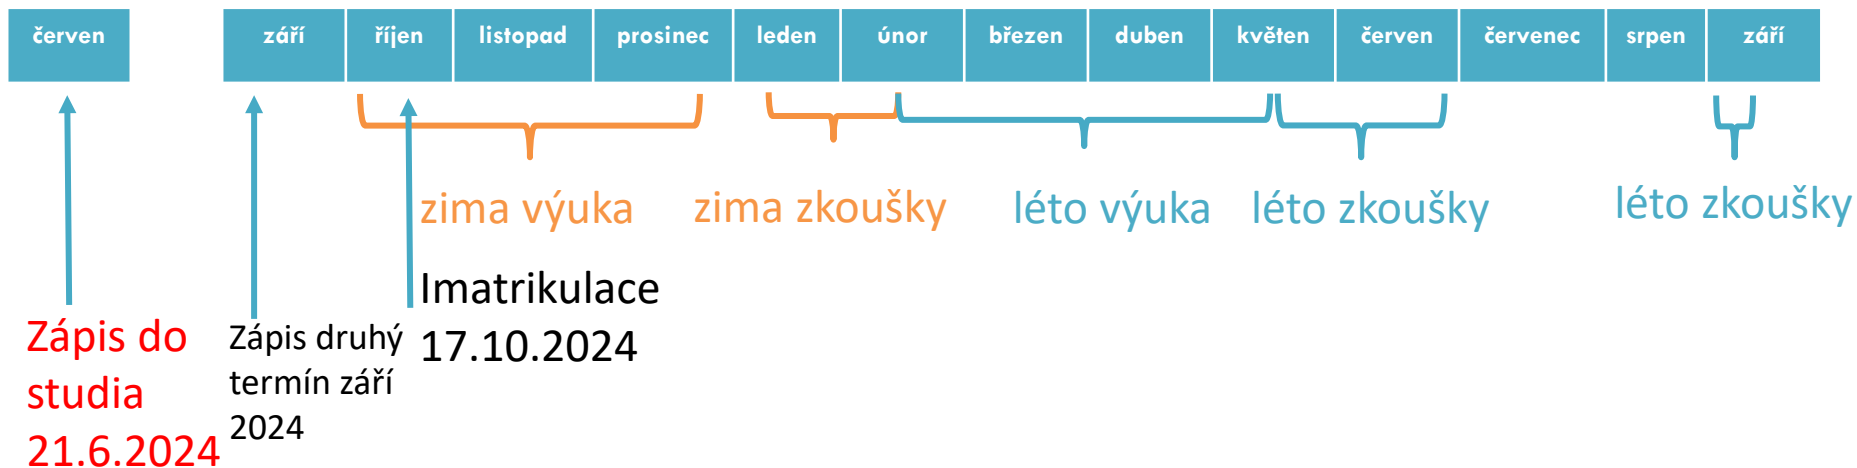 červen
září
říjen
listopad
prosinec
leden
únor
březen
duben
květen
červen
červenec
srpen
září
zima výuka
zima zkoušky
léto výuka
léto zkoušky
léto zkoušky
Zápis do
studia
21.6.2024
Zápis druhý
termín září
2024
Imatrikulace
17.10.2024